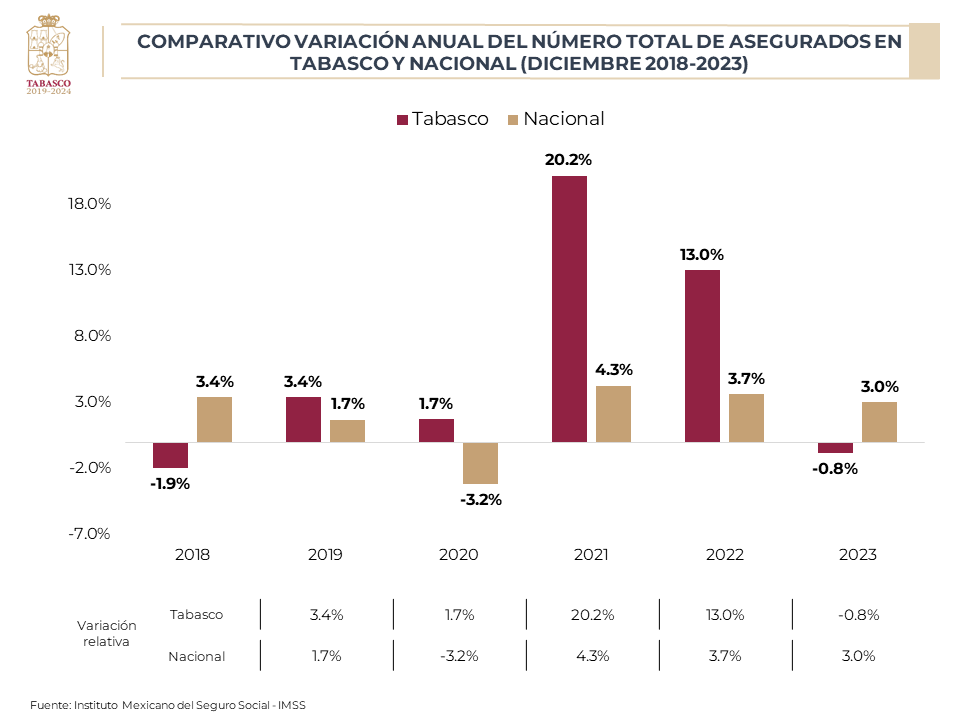 COMPARATIVO VARIACIÓN ANUAL DEL NÚMERO TOTAL DE ASEGURADOS EN
TABASCO Y NACIONAL (DICIEMBRE 2018-2023)
TABASCO
2019-2024
Tabasco Nacional
20.2%
18.0%
13.0%
13.0%
8.0%
4.3%
3.7%
3.4% 3.4%
3.0%
3.0% 1.7% 1.7%
-2.0%
-0.8%
-1.9%
-3.2%
-7.0%
2018 2019 2020 2021 2022 2023
Variación
relativa
Tabasco 3.4% 1.7% 20.2% 13.0% -0.8%
Nacional 1.7% -3.2% 4.3% 3.7% 3.0%
Fuente: Instituto Mexicano del Seguro Social - IMSS